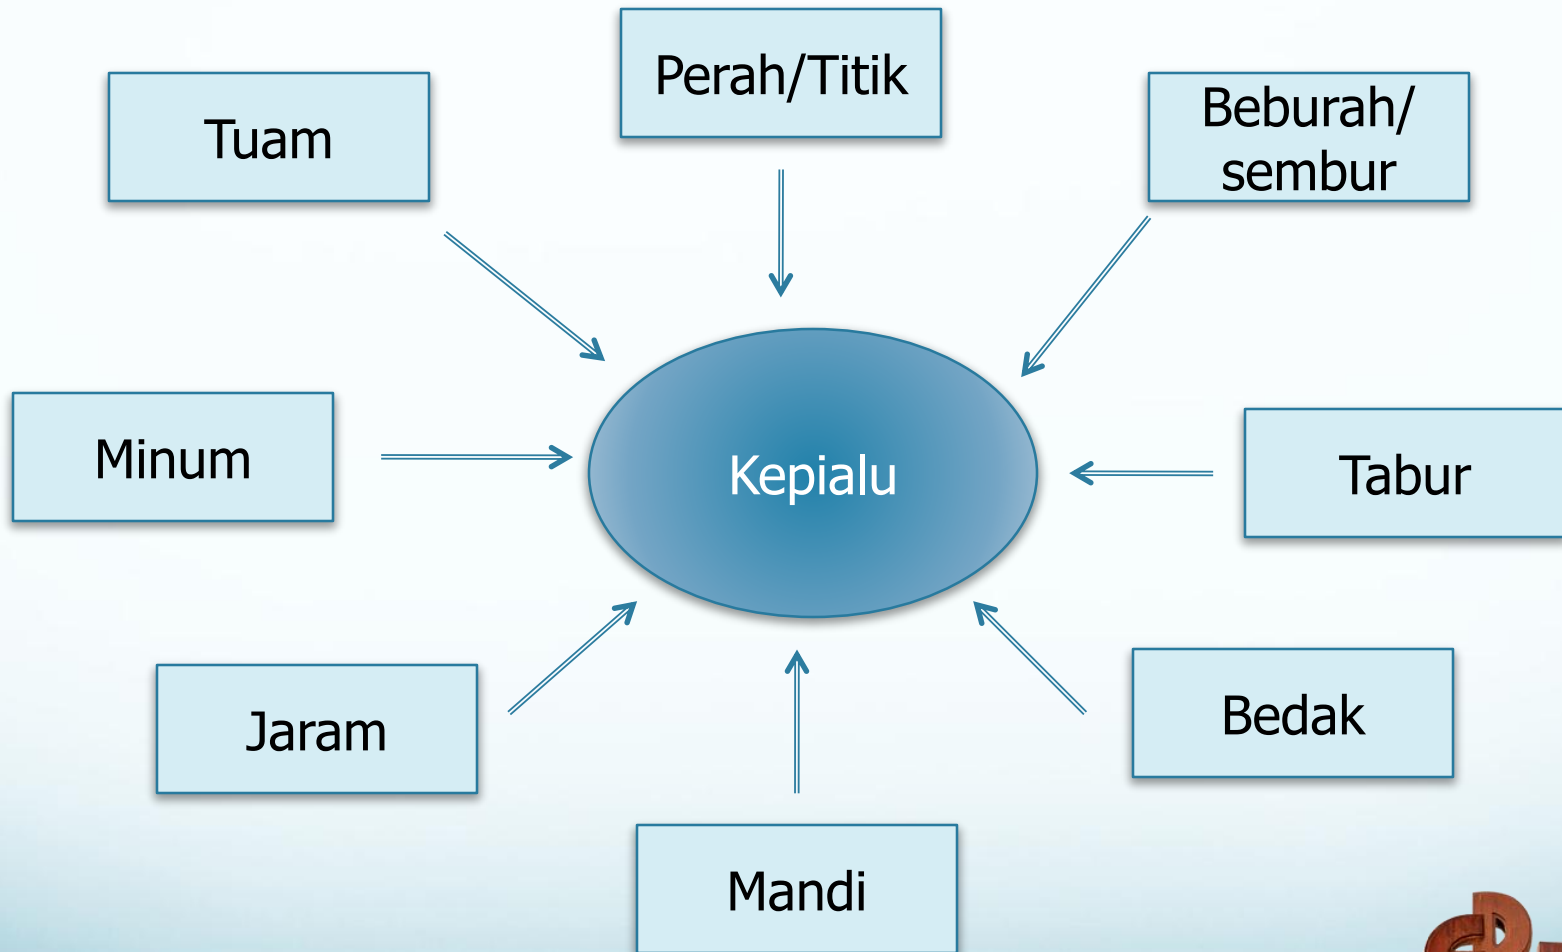 Perah/Titik
Tuam
Beburah/
sembur
Minum
Kepialu
Tabur
Jaram
Bedak
Mandi